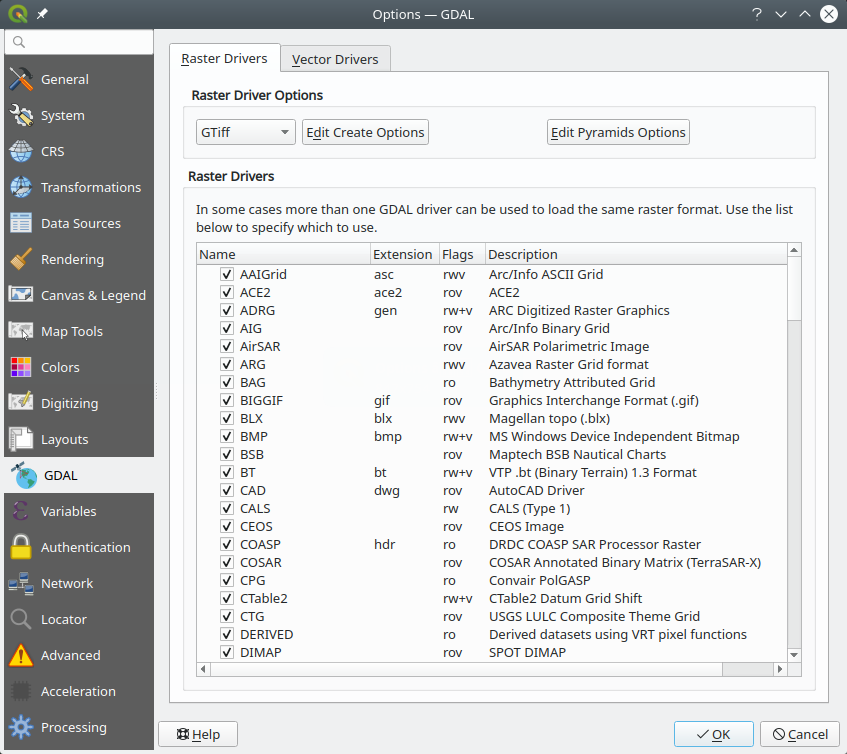 Options — GDAL
General
System
CRS
Transformations
Data Sources
Rendering
Canvas & Legend
Map Tools
Colors
Digitizing
Layouts
GDAL
Variables
Authentication
Network
Locator
Advanced
Acceleration
Processing
Raster Drivers Vector Drivers
Raster Driver Options
GTiff Edit Create Options Edit Pyramids Options
Raster Drivers
In some cases more than one GDAL driver can be used to load the same raster format. Use the list
below to specify which to use.
Name Extension Flags Description
AAIGrid asc rwv Arc/Info ASCII Grid
ACE2 ace2 rov ACE2
ADRG gen rw+v ARC Digitized Raster Graphics
AIG rov Arc/Info Binary Grid
AirSAR rov AirSAR Polarimetric Image
ARG rwv Azavea Raster Grid format
BAG ro Bathymetry Attributed Grid
BIGGIF gif rov Graphics Interchange Format (.gif)
BLX blx rwv Magellan topo (.blx)
BMP bmp rw+v MS Windows Device Independent Bitmap
BSB rov Maptech BSB Nautical Charts
BT bt rw+v VTP .bt (Binary Terrain) 1.3 Format
CAD dwg rov AutoCAD Driver
CALS rw CALS (Type 1)
CEOS rov CEOS Image
COASP hdr ro DRDC COASP SAR Processor Raster
COSAR rov COSAR Annotated Binary Matrix (TerraSAR-X)
CPG ro Convair PolGASP
CTable2 rw+v CTable2 Datum Grid Shift
CTG rov USGS LULC Composite Theme Grid
DERIVED ro Derived datasets using VRT pixel functions
DIMAP rov SPOT DIMAP
Help OK Cancel